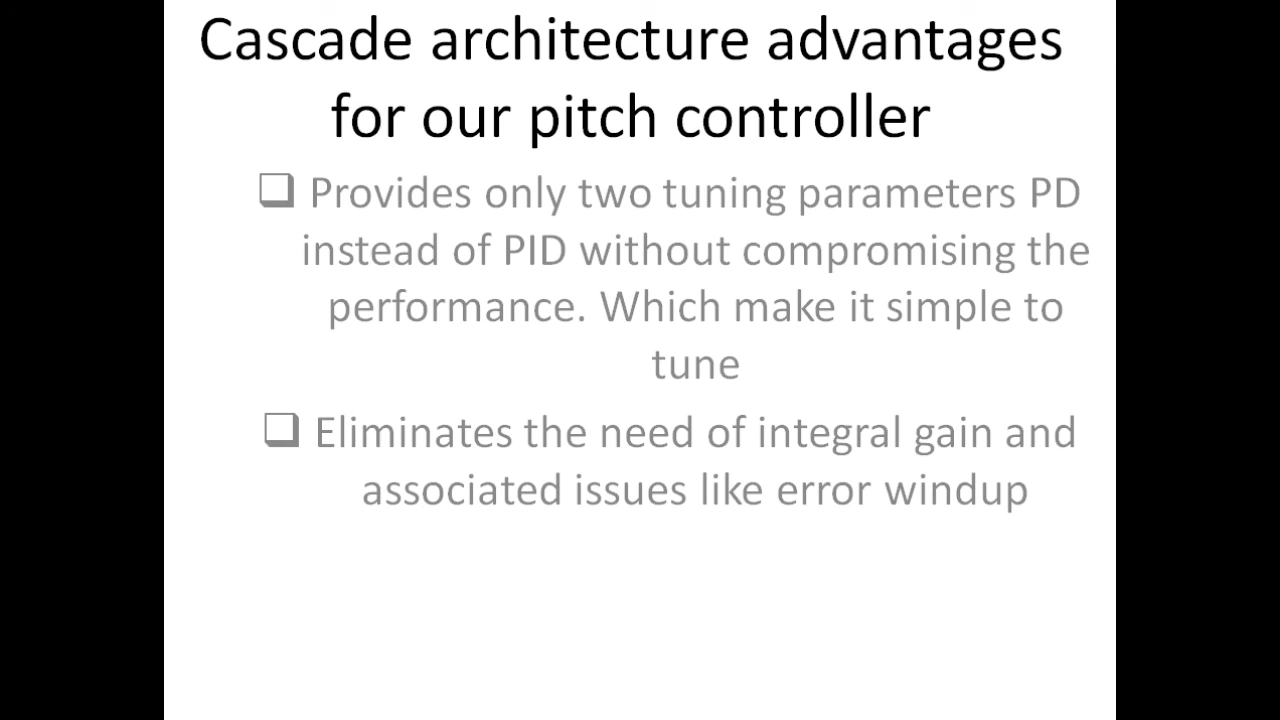 Cascade architecture advantages
for our pitch controller
❑ Provides only two tuning parameters PD
instead of PID without compromising the
performance. Which make it simple to
tune
❑ Eliminates the need of integral gain and
associated issues like error windup